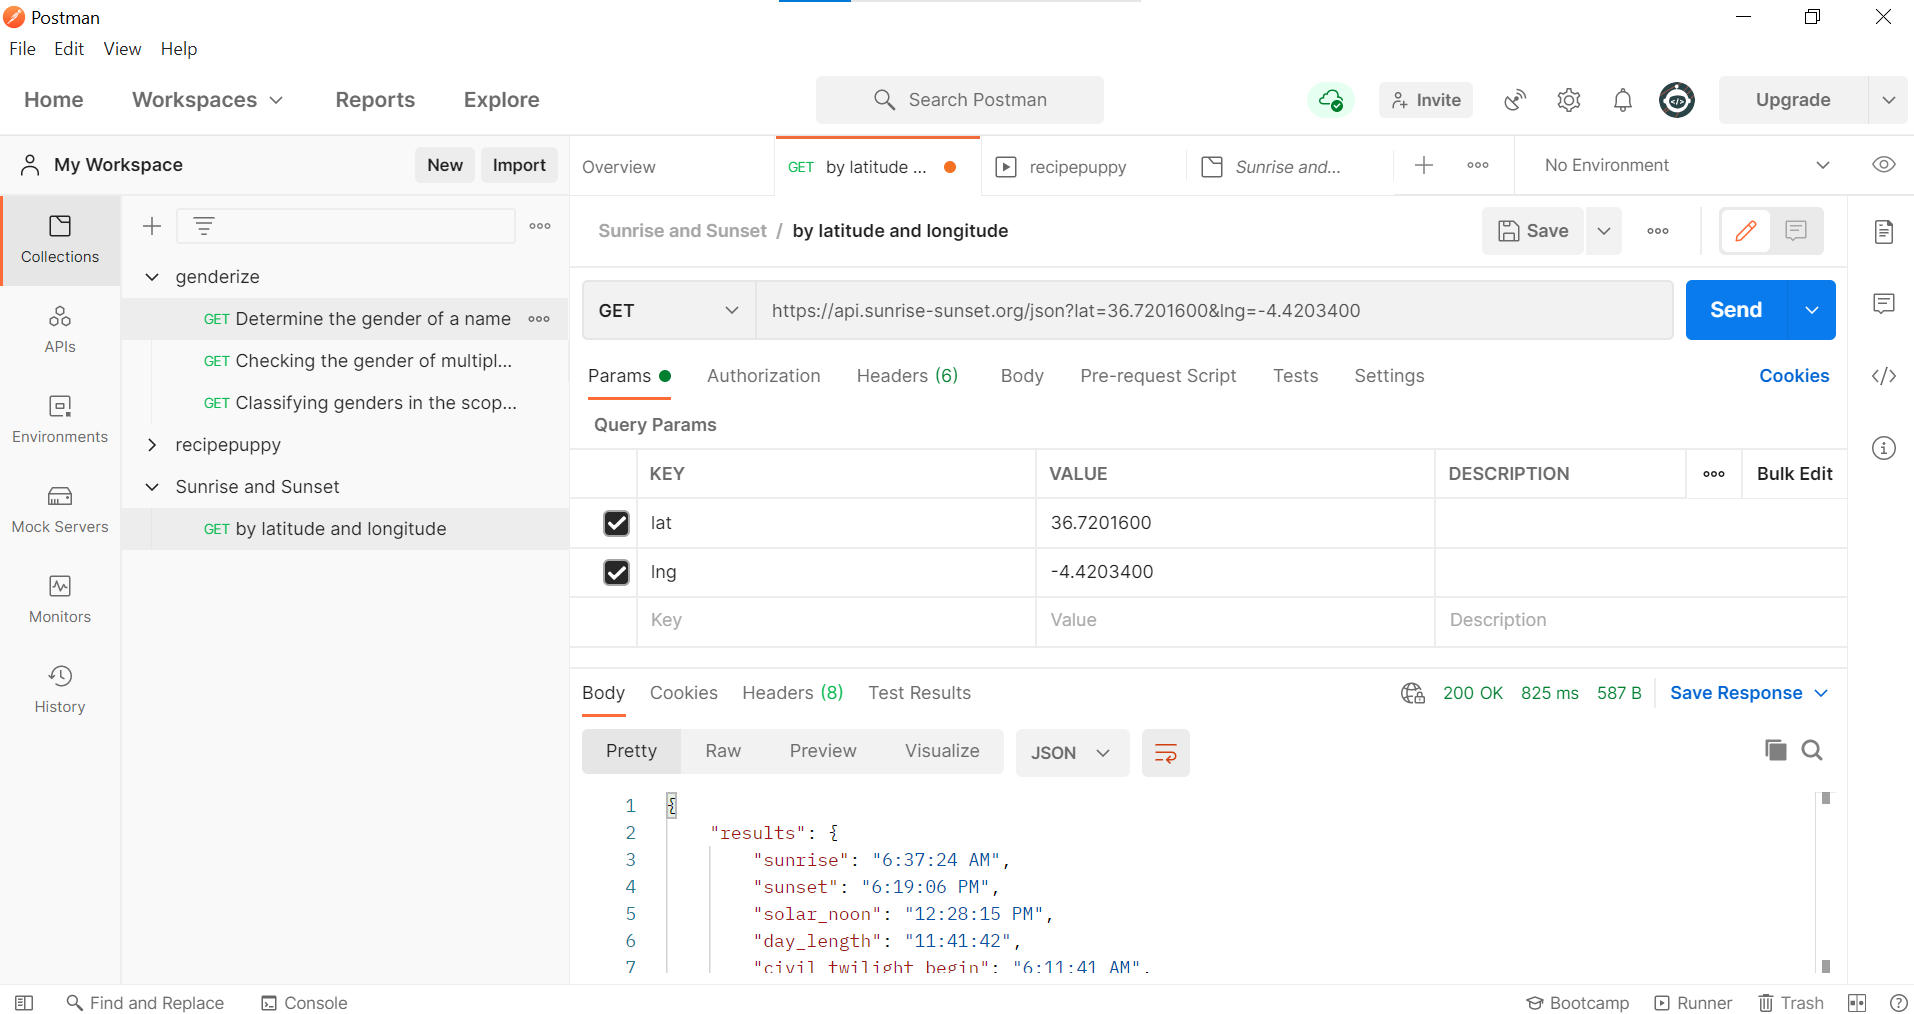 Postman
File Edit View Help
Home Workspaces Reports Explore Search Postman Invite Upgrade
My Workspace New Import
Overview GET by latitude ... recipepuppy Sunrise and... No Environment
Collections
APIs
Environments
Mock Servers
Monitors
History
genderize
GET Determine the gender of a name
GET Checking the gender of multipl...
GET Classifying genders in the scop...
recipepuppy
Sunrise and Sunset
GET by latitude and longitude
Sunrise and Sunset / by latitude and longitude Save
GET https://api.sunrise-sunset.org/json?lat=36.7201600&lng=-4.4203400 Send
Params Authorization Headers (6) Body Pre-request Script Tests Settings Cookies
Query Params
KEY VALUE DESCRIPTION Bulk Edit
lat 36.7201600
lng -4.4203400
Key Value Description
Body Cookies Headers (8) Test Results 200 OK 825 ms 587 B Save Response
Pretty Raw Preview Visualize JSON
1 {
2 "results": {
3 "sunrise": "6:37:24 AM",
4 "sunset": "6:19:06 PM",
5 "solar_noon": "12:28:15 PM",
6 "day_length": "11:41:42",
7 "civil_twilight_begin": "6:11:41 AM",
Find and Replace Console Bootcamp Runner Trash